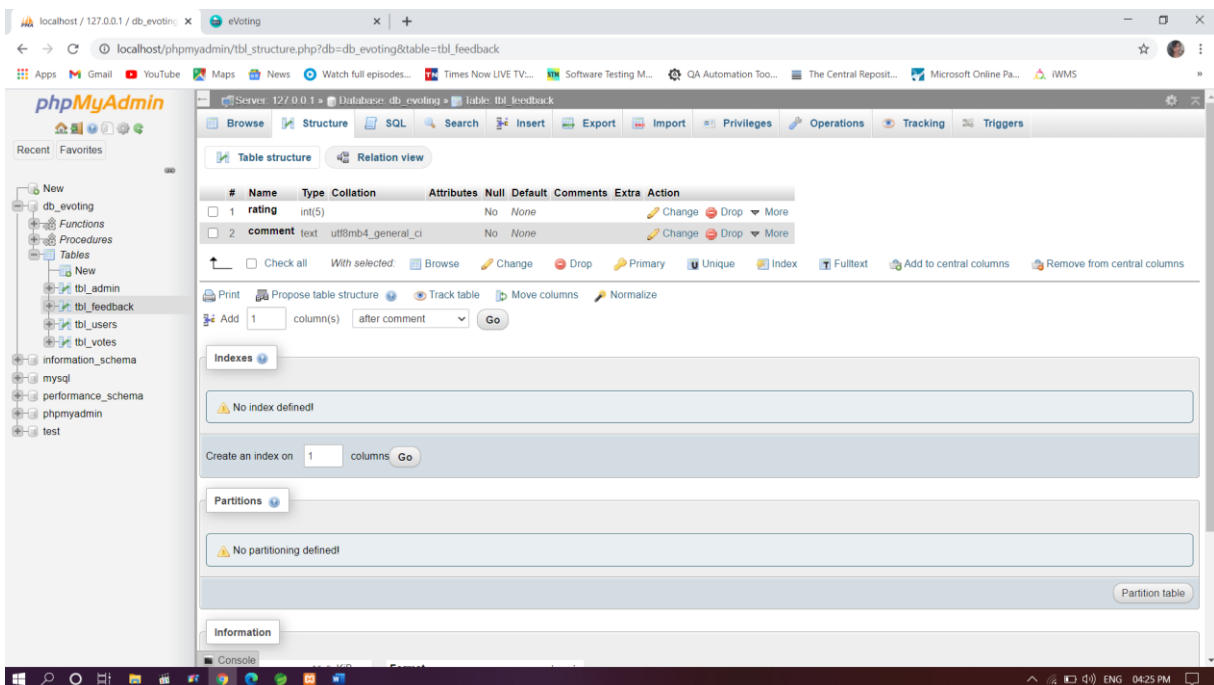 localhost / 127.0.0.1 / db_evoting
eVoting
localhost/phpmyadmin/tbl_structure.php?db=db_evoting&table=tbl_feedback
Apps Gmail YouTube Maps News Watch full episodes... Times Now LIVE TV:... Software Testing M... QA Automation Too... The Central Reposit... Microsoft Online Pa... iWMS »
phpMyAdmin
Recent Favorites
New
db_evoting
Functions
Procedures
Tables
New
tbl_admin
tbl_feedback
tbl_users
tbl_votes
information_schema
mysql
performance_schema
phpmyadmin
test
Server: 127.0.0.1 » Database: db_evoting » Table: tbl_feedback
Browse Structure SQL Search Insert Export Import Privileges Operations Tracking Triggers
Table structure Relation view
# Name Type Collation Attributes Null Default Comments Extra Action
1 rating int(5) No None Change Drop More
2 comment text utf8mb4_general_ci No None Change Drop More
Check all With selected: Browse Change Drop Primary Unique Index Fulltext Add to central columns Remove from central columns
Print Propose table structure Track table Move columns Normalize
Add 1 column(s) after comment Go
Indexes
No index defined!
Create an index on 1 columns Go
Partitions
No partitioning defined!
Partition table
Information
Console
ENG 04:25 PM